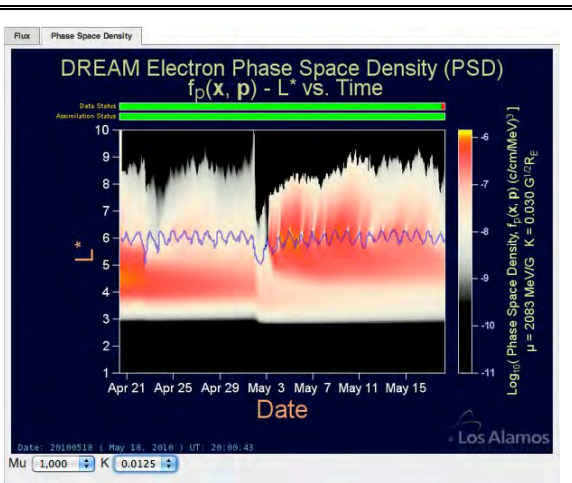 Flux Phase Space Density
DREAM Electron Phase Space Density (PSD)
fp(x, p) - L* vs. Time
Data Status
Assimilation Status
10
9
8
7
6
5
4
3
2
1
L*
Apr 21 Apr 25 Apr 29 May 3 May 7 May 11 May 15
Date
-6
-7
-8
-9
-10
-11
Log10( Phase Space Density, fp(x, p) (c/cm/MeV)³ ]
μ = 2083 MeV/G K = 0.030 G1/2RE
Los Alamos
Date: 20100518 ( May 18, 2010 ) UT: 20:00.43
Mu 1,000 K 0.0125